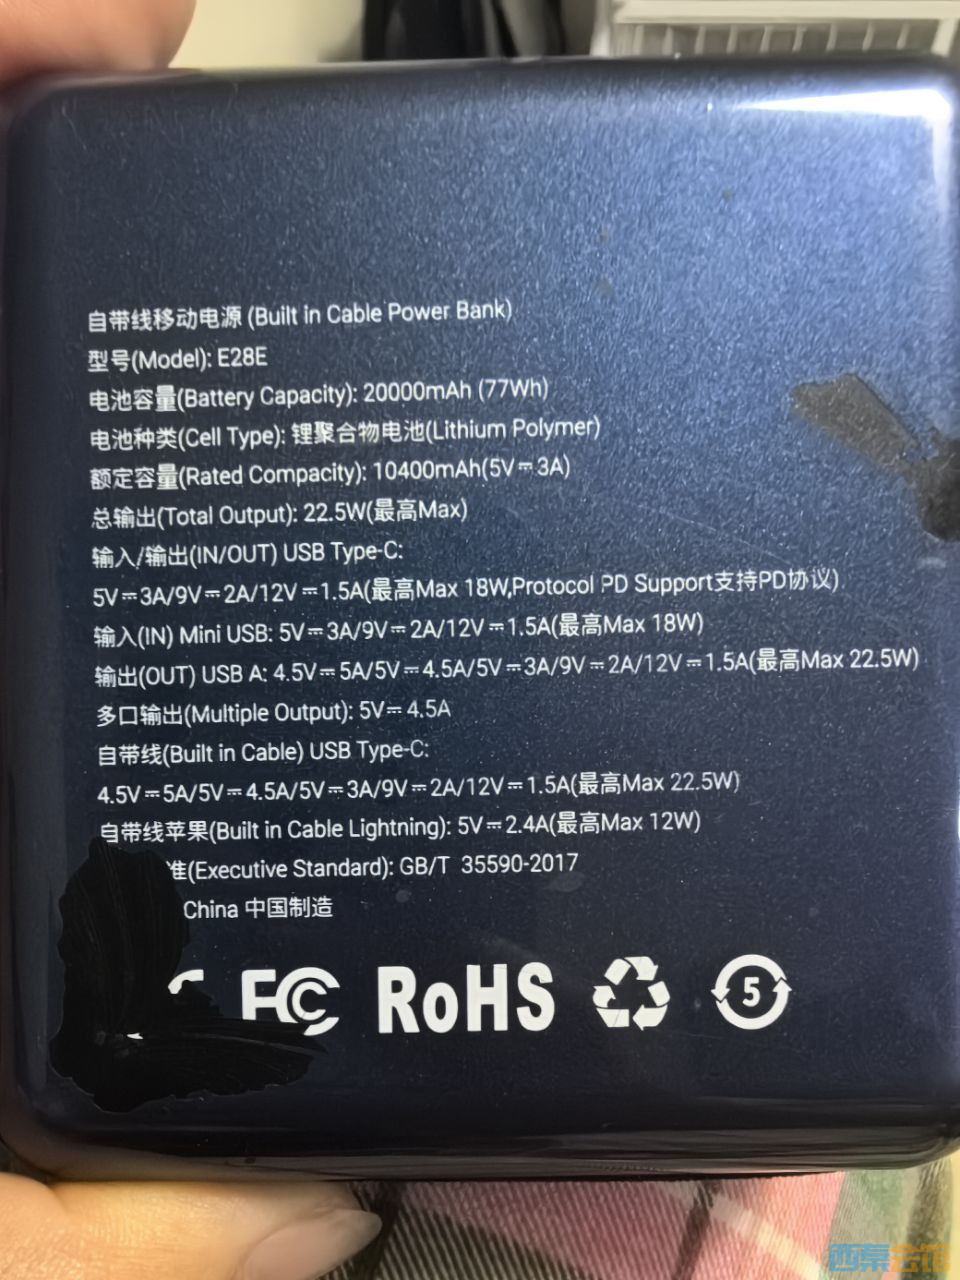 自带线移动电源 (Built in Cable Power Bank)
型号(Model): E28E
电池容量(Battery Capacity): 20000mAh (77Wh)
电池种类(Cell Type): 锂聚合物电池(Lithium Polymer)
额定容量(Rated Compacity): 10400mAh(5V⎓3A)
总输出(Total Output): 22.5W(最高Max)
输入/输出(IN/OUT) USB Type-C:
5V⎓3A/9V⎓2A/12V⎓1.5A(最高Max 18W,Protocol PD Support支持PD协议)
输入(IN) Mini USB: 5V⎓3A/9V⎓2A/12V⎓1.5A(最高Max 18W)
输出(OUT) USB A: 4.5V⎓5A/5V⎓4.5A/5V⎓3A/9V⎓2A/12V⎓1.5A(最高Max 22.5W)
多口输出(Multiple Output): 5V⎓4.5A
自带线(Built in Cable) USB Type-C:
4.5V⎓5A/5V⎓4.5A/5V⎓3A/9V⎓2A/12V⎓1.5A(最高Max 22.5W)
自带线苹果(Built in Cable Lightning): 5V⎓2.4A(最高Max 12W)
准(Executive Standard): GB/T 35590-2017
China 中国制造
FC RoHS 5
西秦会馆